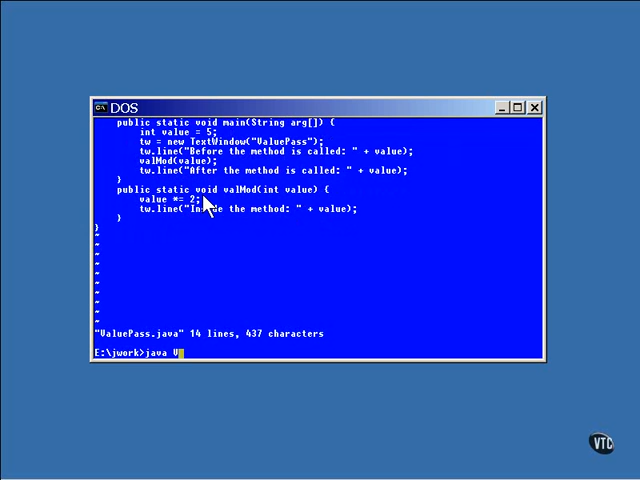 DOS
public static void main(String arg[]) {
int value = 5;
tw = new TextWindow("ValuePass");
tw.line("Before the method is called: " + value);
valMod(value);
tw.line("After the method is called: " + value);
}
public static void valMod(int value) {
value *= 2;
tw.line("Inside the method: " + value);
}
}
~
~
~
~
~
~
~
~
~
~
"ValuePass.java" 14 lines, 437 characters
E:\jwork>java V
VTC